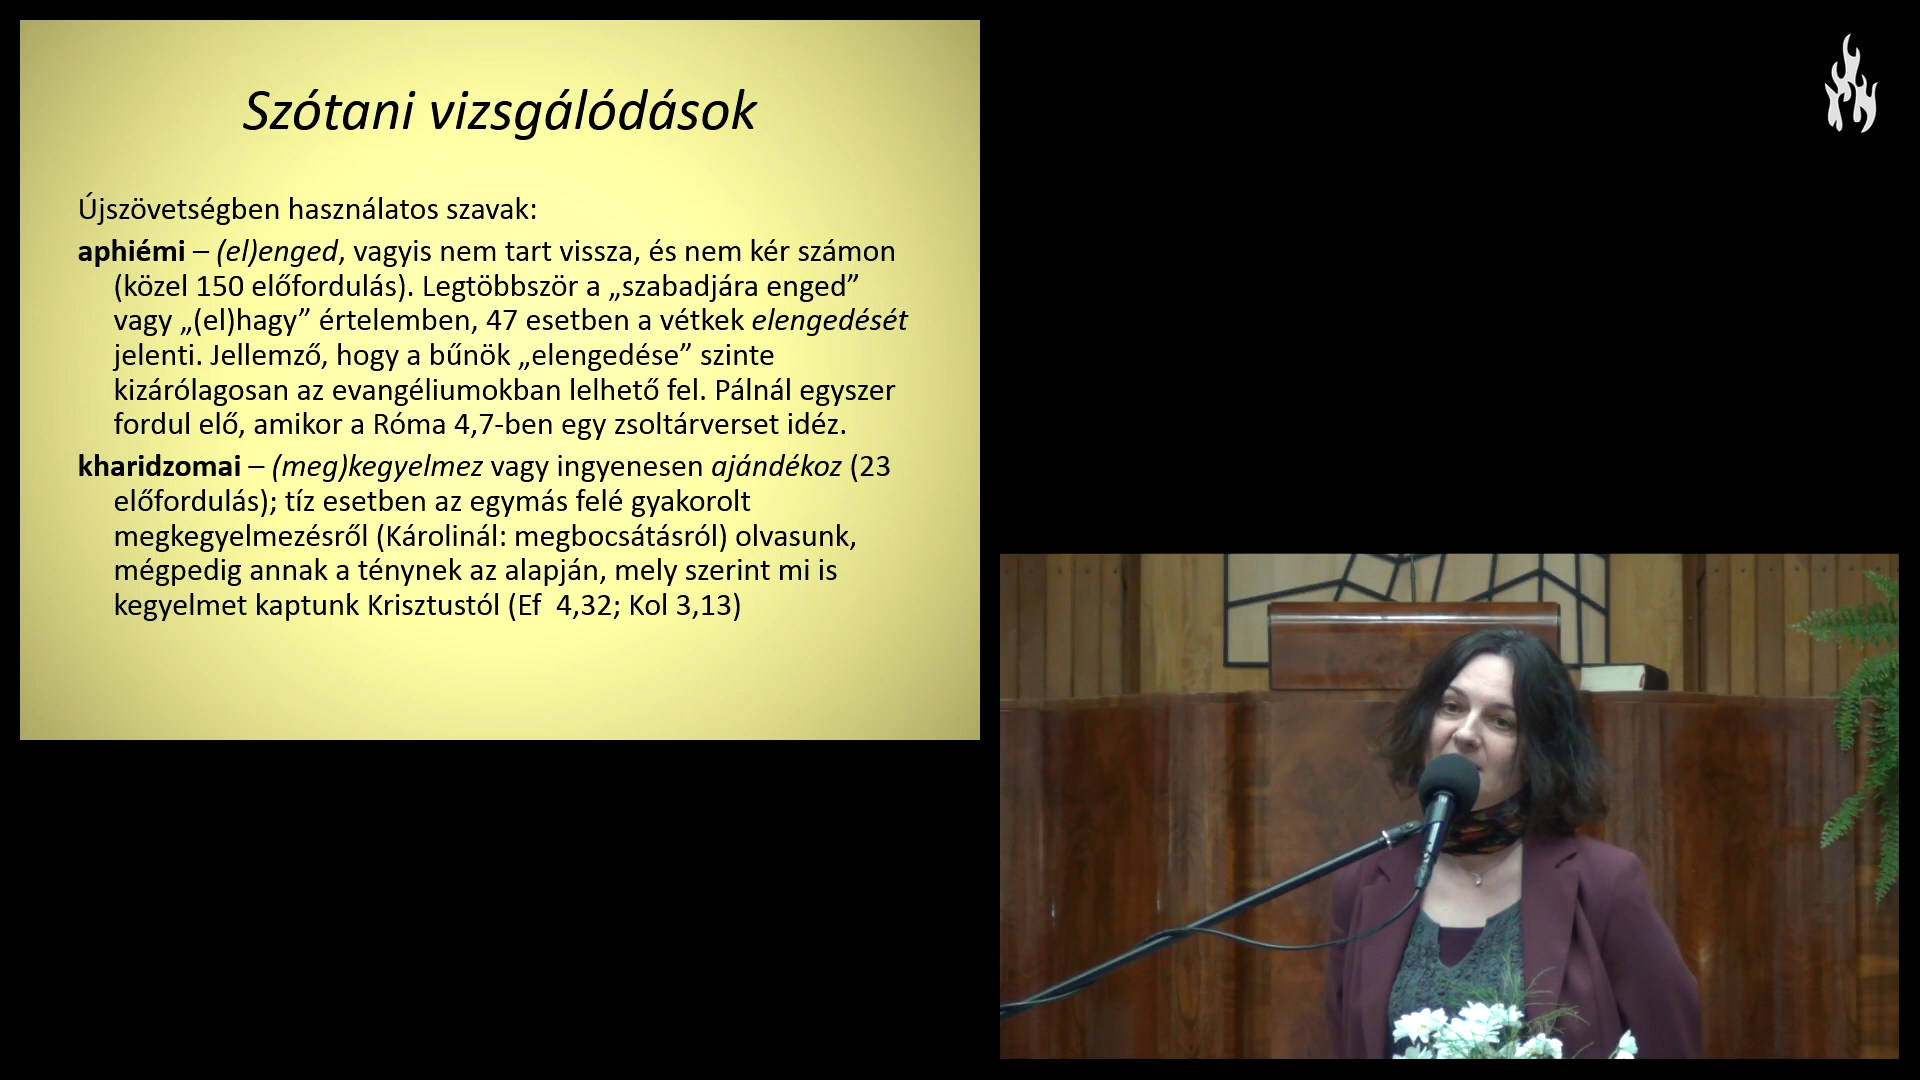 Szótani vizsgálódások
Újszövetségben használatos szavak:
aphiémi – (el)enged, vagyis nem tart vissza, és nem kér számon
(közel 150 előfordulás). Legtöbbször a „szabadjára enged”
vagy „(el)hagy” értelemben, 47 esetben a vétkek elengedését
jelenti. Jellemző, hogy a bűnök „elengedése” szinte
kizárólagosan az evangéliumokban lelhető fel. Pálnál egyszer
fordul elő, amikor a Róma 4,7-ben egy zsoltárverset idéz.
kharidzomai – (meg)kegyelmez vagy ingyenesen ajándékoz (23
előfordulás); tíz esetben az egymás felé gyakorolt
megkegyelmezésről (Károlinál: megbocsátásról) olvasunk,
mégpedig annak a ténynek az alapján, mely szerint mi is
kegyelmet kaptunk Krisztustól (Ef  4,32; Kol 3,13)